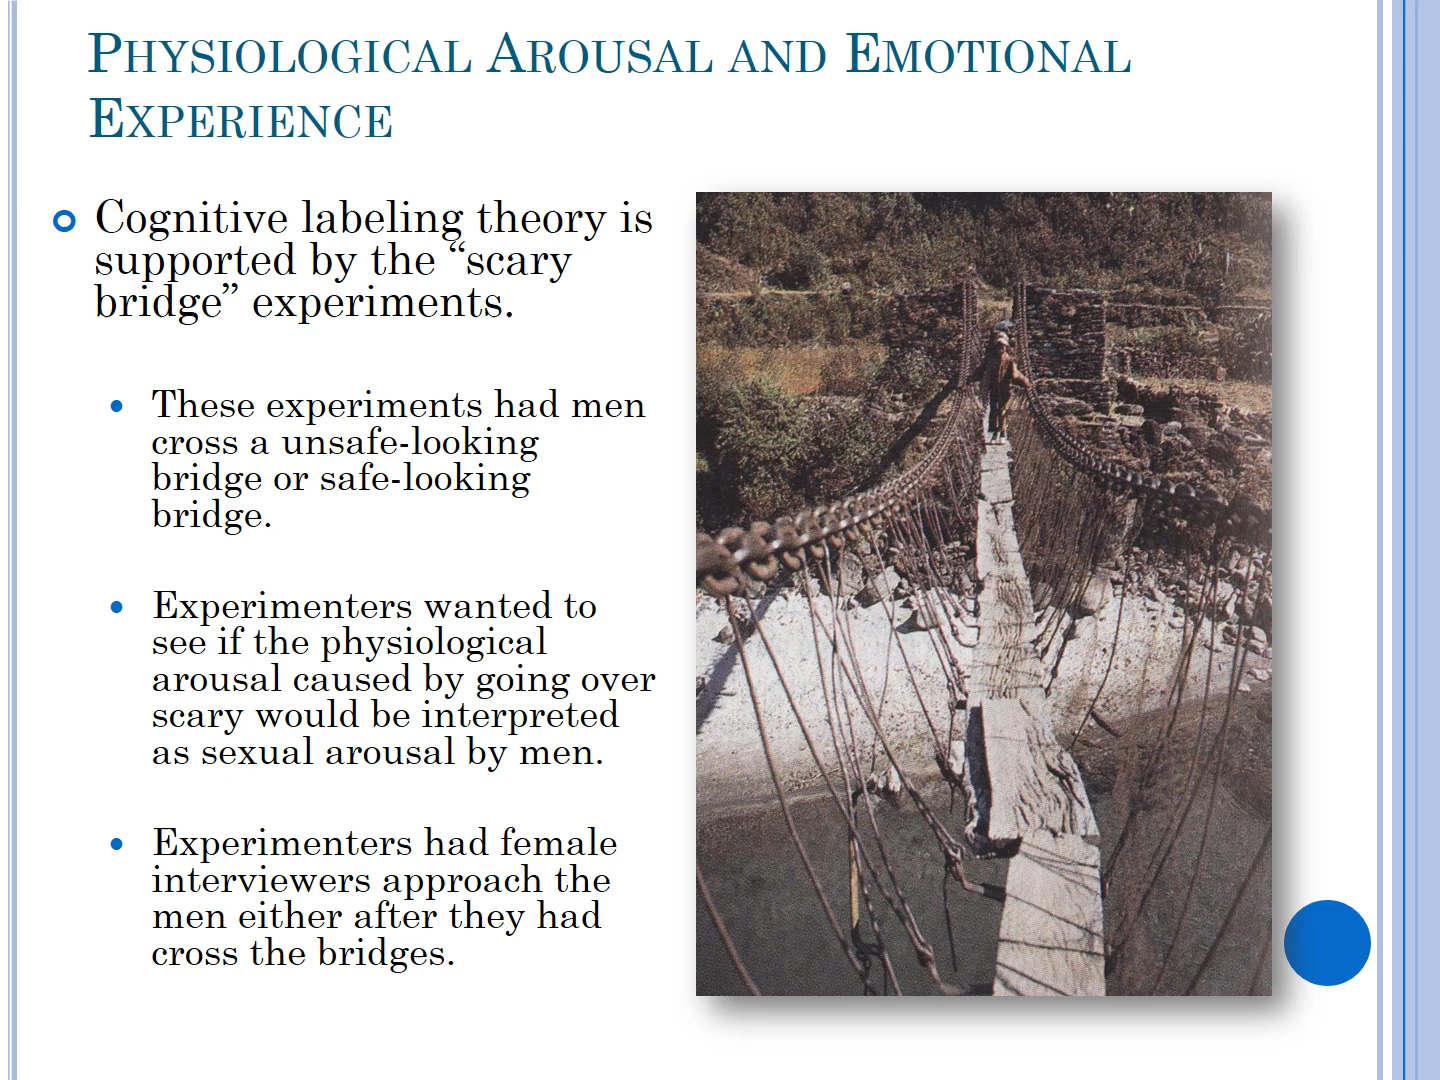 Physiological Arousal and Emotional
Experience
Cognitive labeling theory is
supported by the “scary
bridge” experiments.
These experiments had men
cross a unsafe-looking
bridge or safe-looking
bridge.
Experimenters wanted to
see if the physiological
arousal caused by going over
scary would be interpreted
as sexual arousal by men.
Experimenters had female
interviewers approach the
men either after they had
cross the bridges.